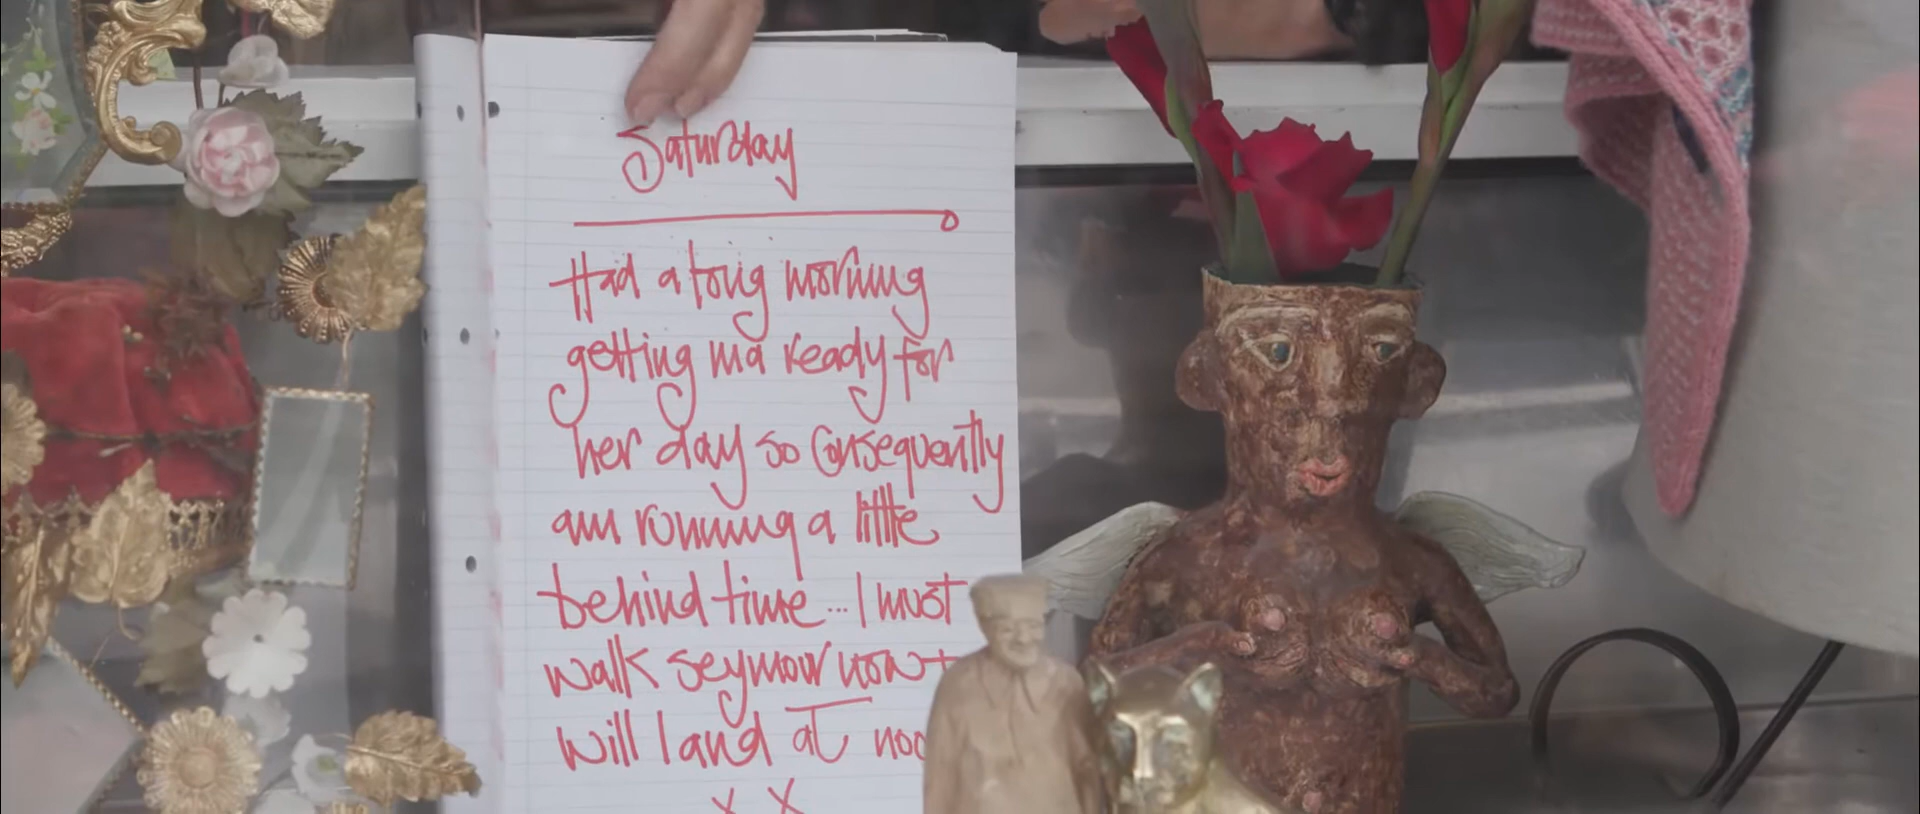 Saturday
Had a long morning
getting ma ready for
her day so consequently
am running a little
behind time... I must
walk seymour now +
will land at noo
x x